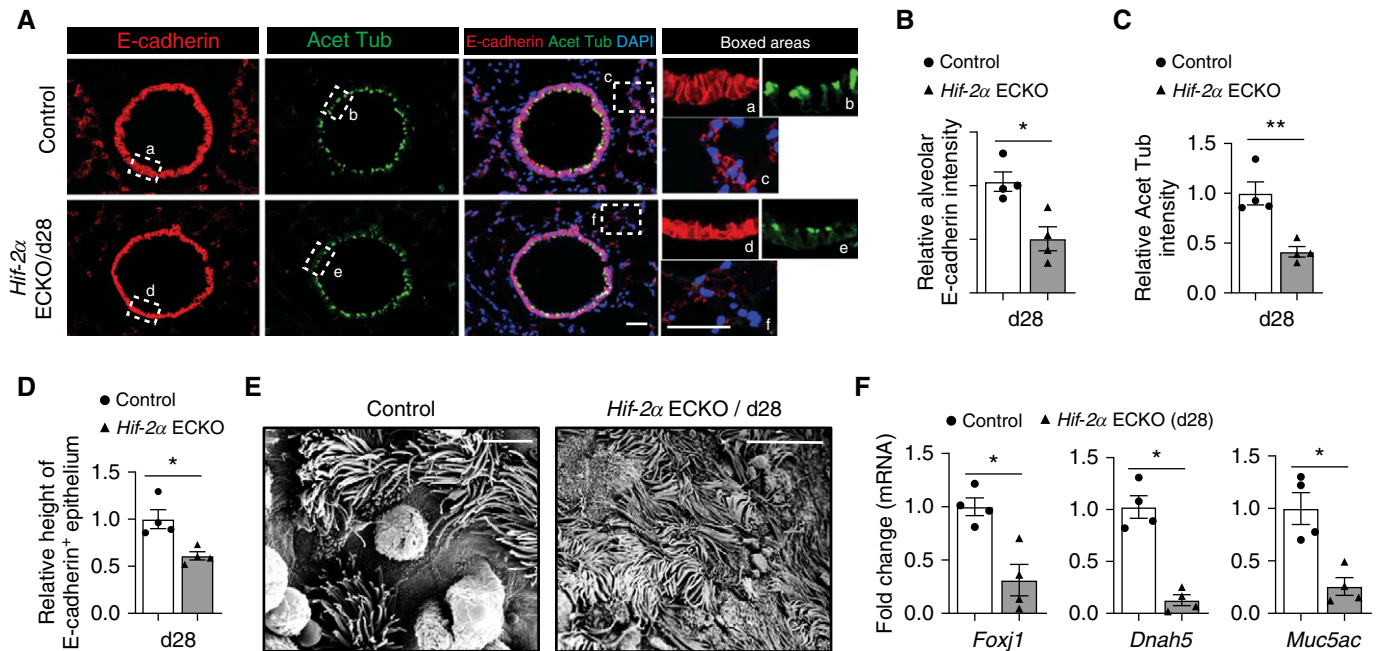 A
E-cadherin
Acet Tub
E-cadherin Acet Tub DAPI
Boxed areas
Control
a
b
c
a
b
c
Hif-2α
ECKO/d28
d
e
f
d
e
f
B
Control
Hif-2α ECKO
Relative alveolar
E-cadherin intensity
*
d28
C
Control
Hif-2α ECKO
Relative Acet Tub
intensity
1.5
1.0
0.5
0.0
**
d28
D
Control
Hif-2α ECKO
Relative height of
E-cadherin+ epithelium
1.5
1.0
0.5
0.0
*
d28
E
Control
Hif-2α ECKO / d28
F
Control
Hif-2α ECKO (d28)
Fold change (mRNA)
1.5
1.0
0.5
0.0
*
Foxj1
1.5
1.0
0.5
0.0
*
Dnah5
1.5
1.0
0.5
0.0
*
Muc5ac